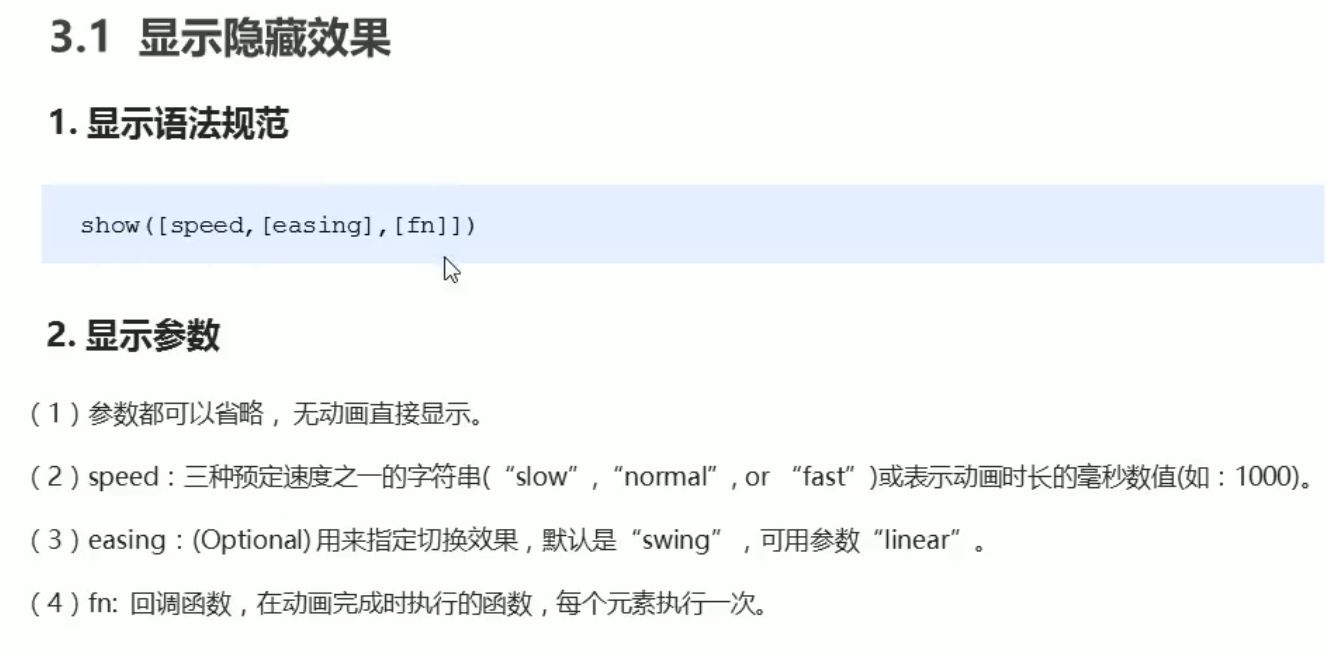 3.1 显示隐藏效果
1. 显示语法规范
show([speed,[easing],[fn]])
2. 显示参数
（1）参数都可以省略， 无动画直接显示。
（2）speed：三种预定速度之一的字符串(“slow”,“normal”, or “fast”)或表示动画时长的毫秒数值(如：1000)。
（3）easing：(Optional) 用来指定切换效果，默认是“swing”，可用参数“linear”。
（4）fn: 回调函数，在动画完成时执行的函数，每个元素执行一次。